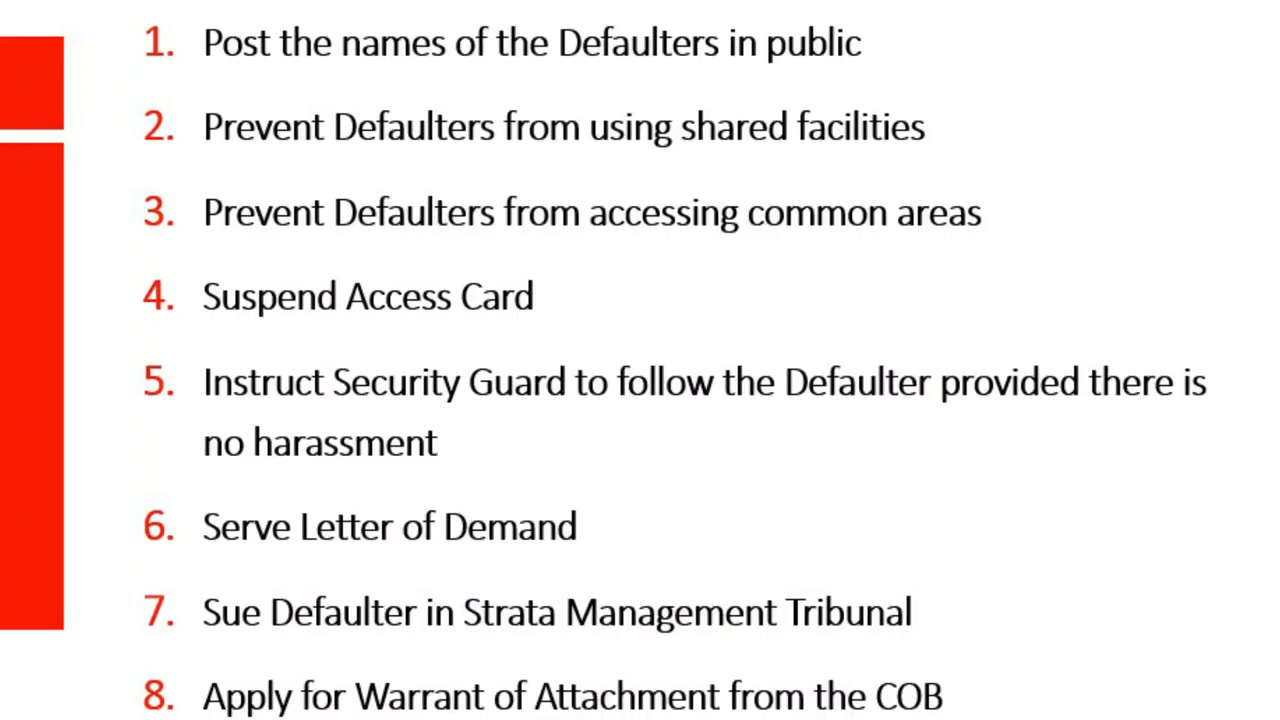 1. Post the names of the Defaulters in public
2. Prevent Defaulters from using shared facilities
3. Prevent Defaulters from accessing common areas
4. Suspend Access Card
5. Instruct Security Guard to follow the Defaulter provided there is
no harassment
6. Serve Letter of Demand
7. Sue Defaulter in Strata Management Tribunal
8. Apply for Warrant of Attachment from the COB